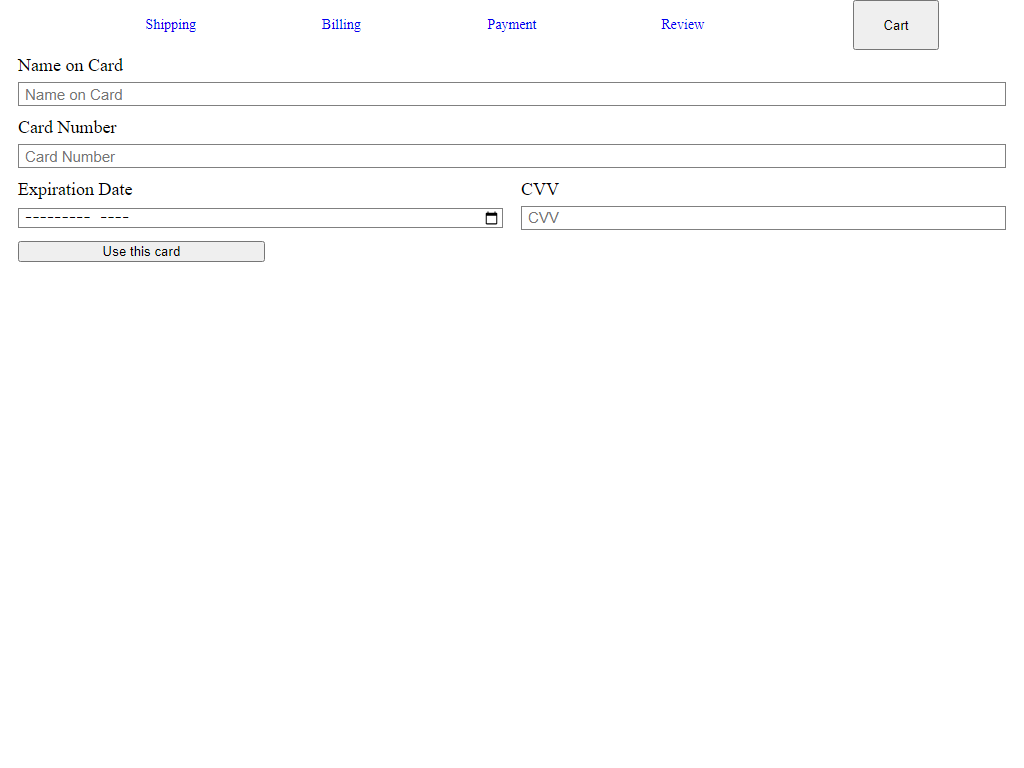 Shipping Billing Payment Review Cart
Name on Card
Name on Card
Card Number
Card Number
Expiration Date CVV
--------- ---- CVV
Use this card